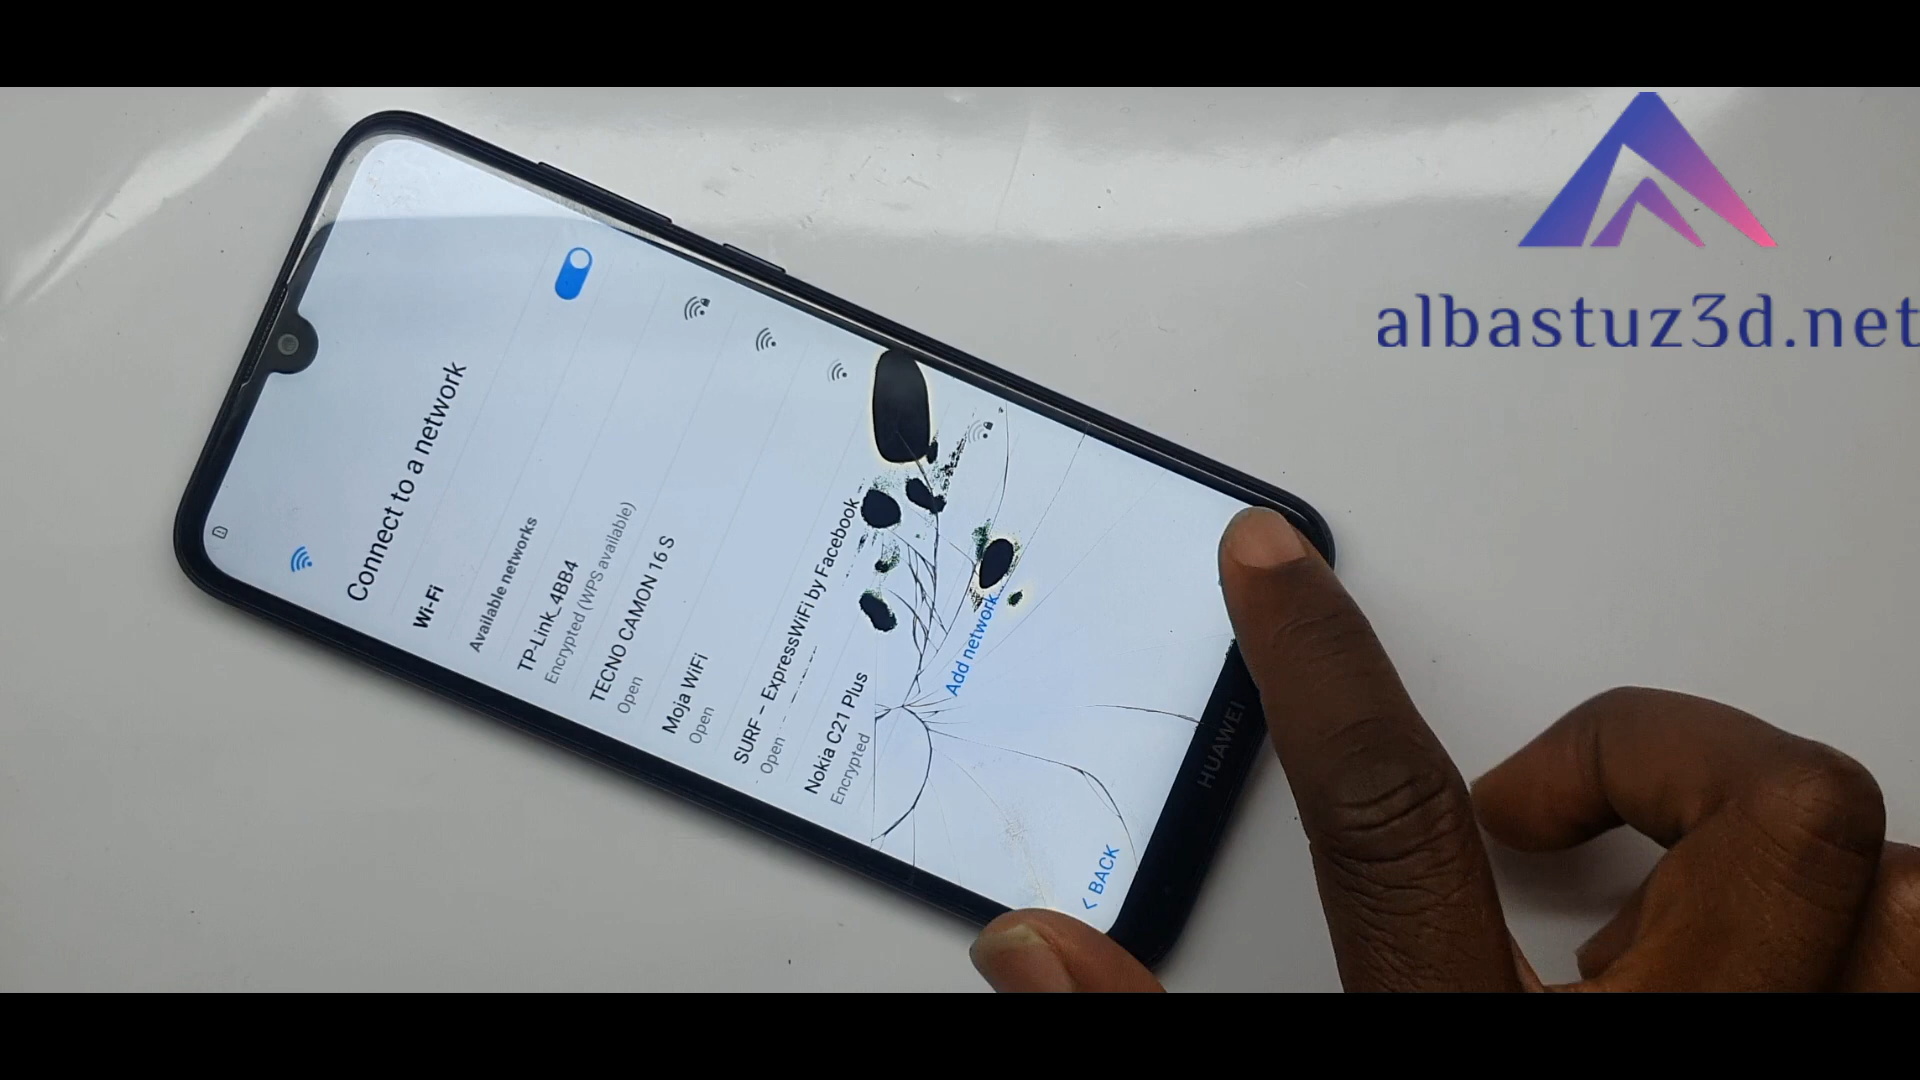 albastuz3d.net
Connect to a network
Wi-Fi
Available networks
TP-Link_4BB4
Encrypted (WPS available)
TECNO CAMON 16 S
Open
Moja WiFi
Open
SURF – ExpressWiFi by Facebook
Open
Nokia C21 Plus
Encrypted
Add network
< BACK
HUAWEI